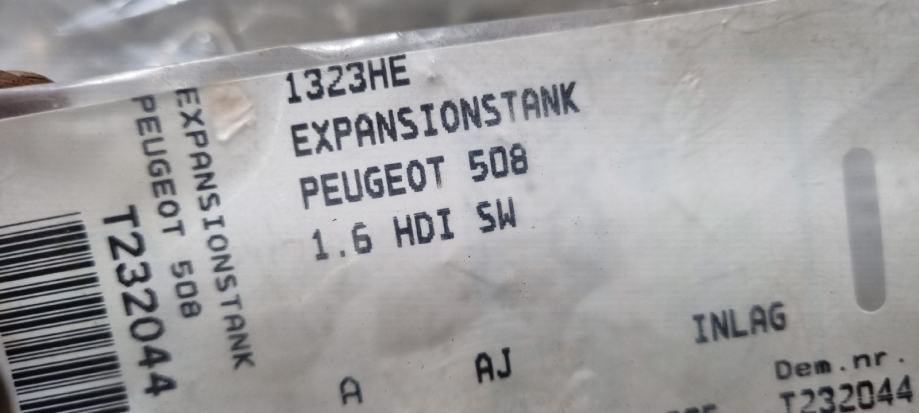 1323HE
EXPANSIONSTANK
PEUGEOT 508
1.6 HDI SW
EXPANSIONSTANK
PEUGEOT 508
T232044
INLAG
A AJ
Dem.nr.
T232044